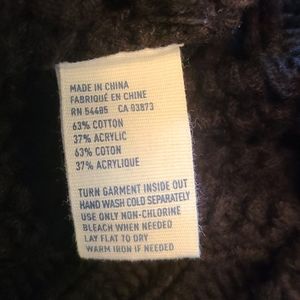 MADE IN CHINA
FABRIQUÉ EN CHINE
RN 54485 CA 03873
63% COTTON
37% ACRYLIC
63% COTON
37% ACRYLIQUE
TURN GARMENT INSIDE OUT
HAND WASH COLD SEPARATELY
USE ONLY NON-CHLORINE
BLEACH WHEN NEEDED
LAY FLAT TO DRY
WARM IRON IF NEEDED